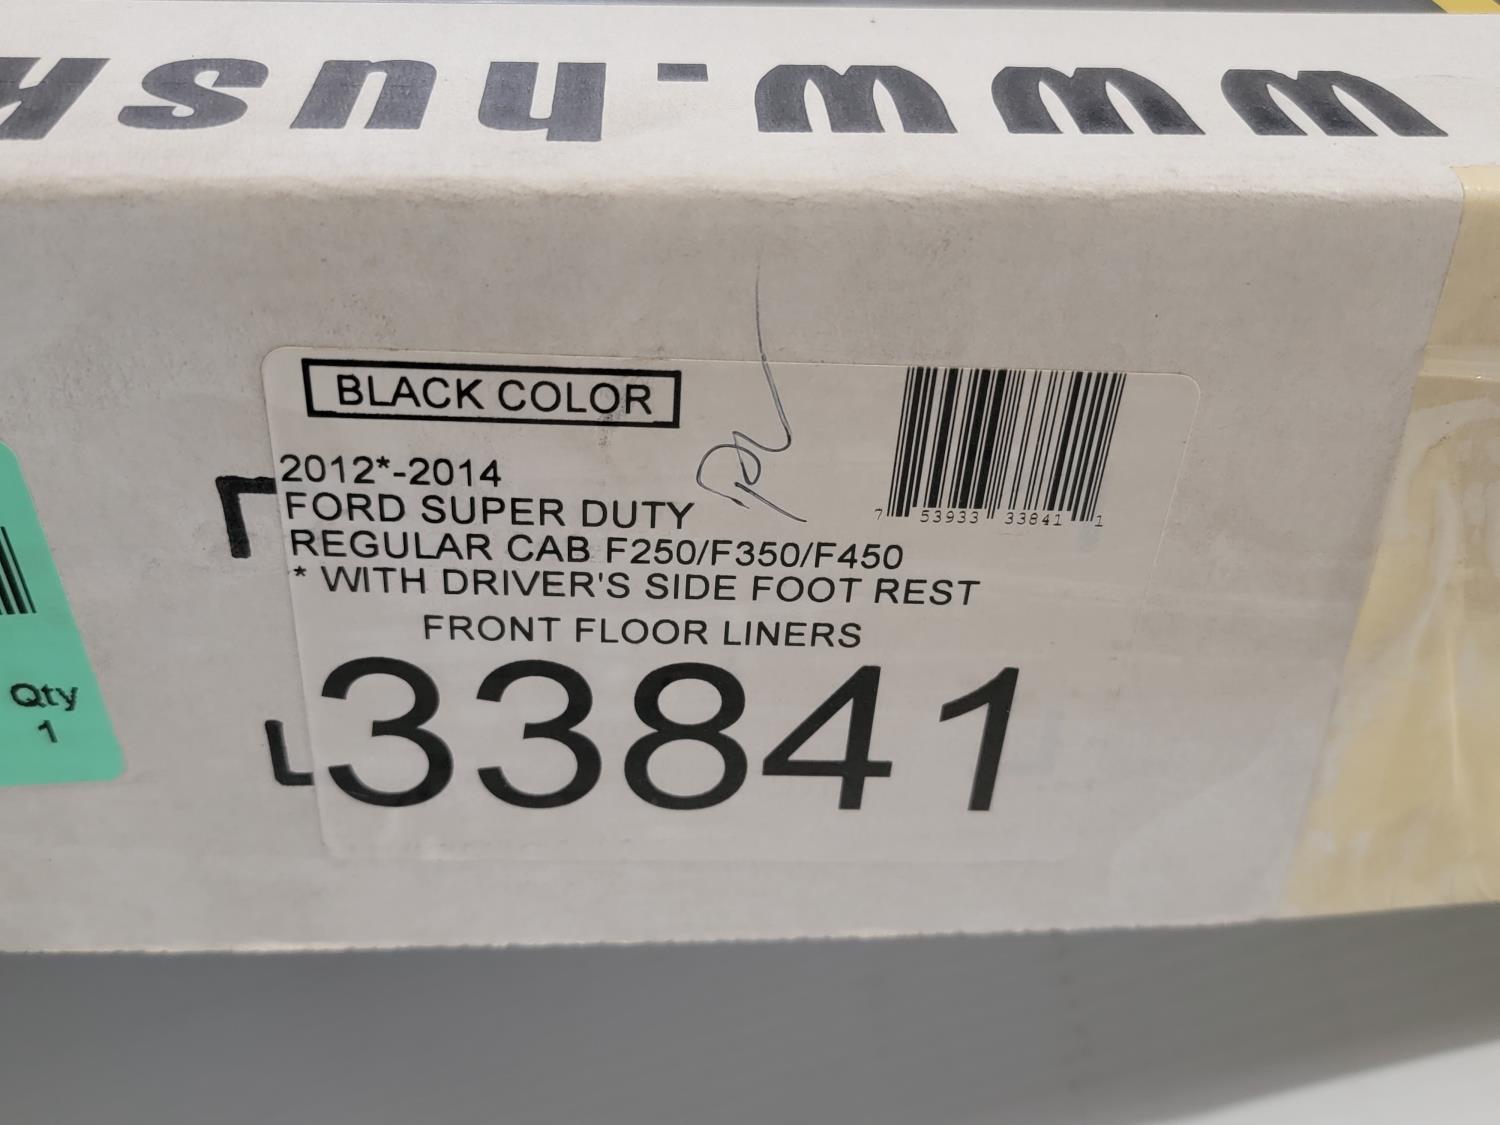 www.husk
BLACK COLOR
2012*-2014
FORD SUPER DUTY
REGULAR CAB F250/F350/F450
* WITH DRIVER'S SIDE FOOT REST
FRONT FLOOR LINERS
33841
7 53933 33841 1
Qty
1